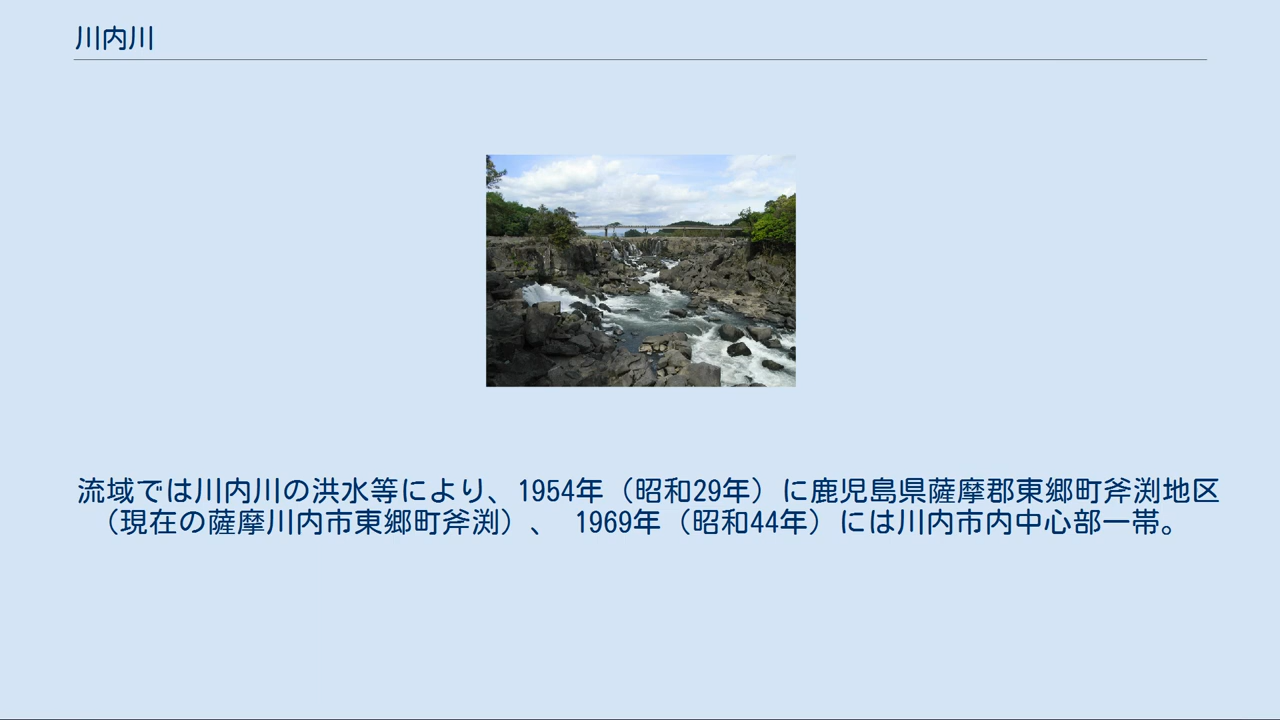 川内川
流域では川内川の洪水等により、1954年（昭和29年）に鹿児島県薩摩郡東郷町斧渕地区
（現在の薩摩川内市東郷町斧渕）、 1969年（昭和44年）には川内市内中心部一帯。